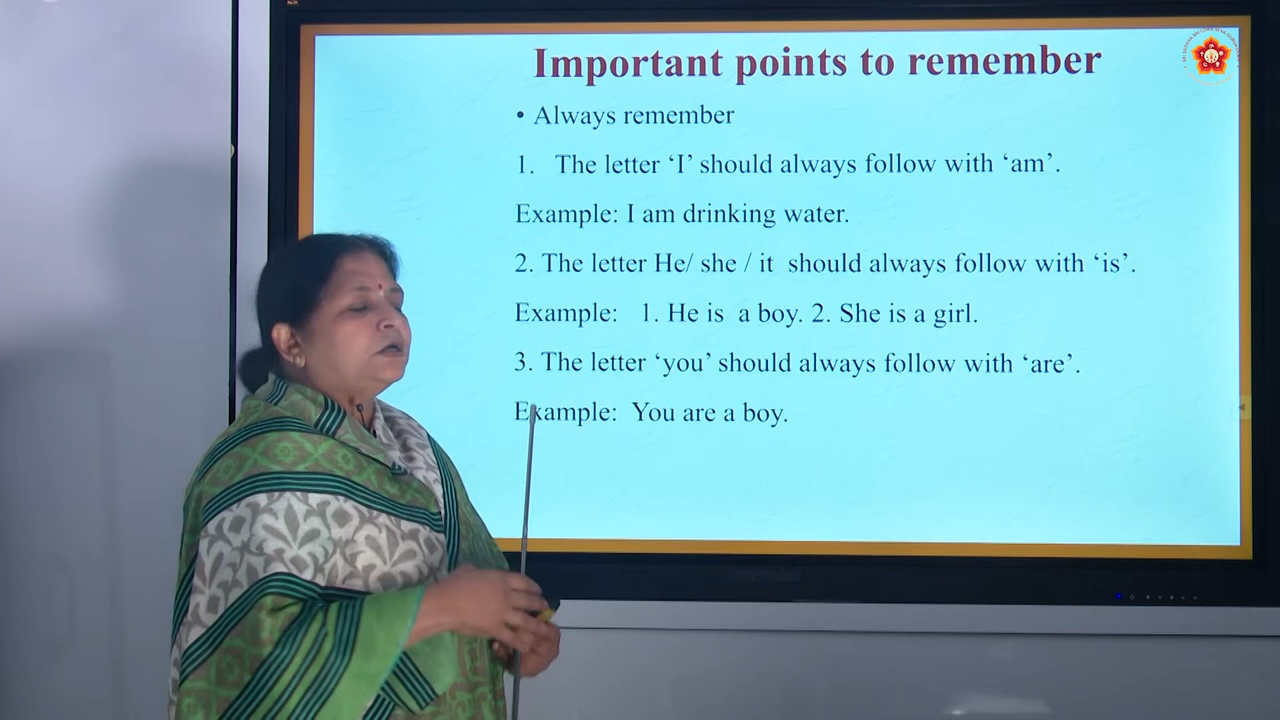 Important points to remember
• Always remember
1. The letter ‘I’ should always follow with ‘am’.
Example: I am drinking water.
2. The letter He/ she / it should always follow with ‘is’.
Example: 1. He is a boy. 2. She is a girl.
3. The letter ‘you’ should always follow with ‘are’.
Example: You are a boy.